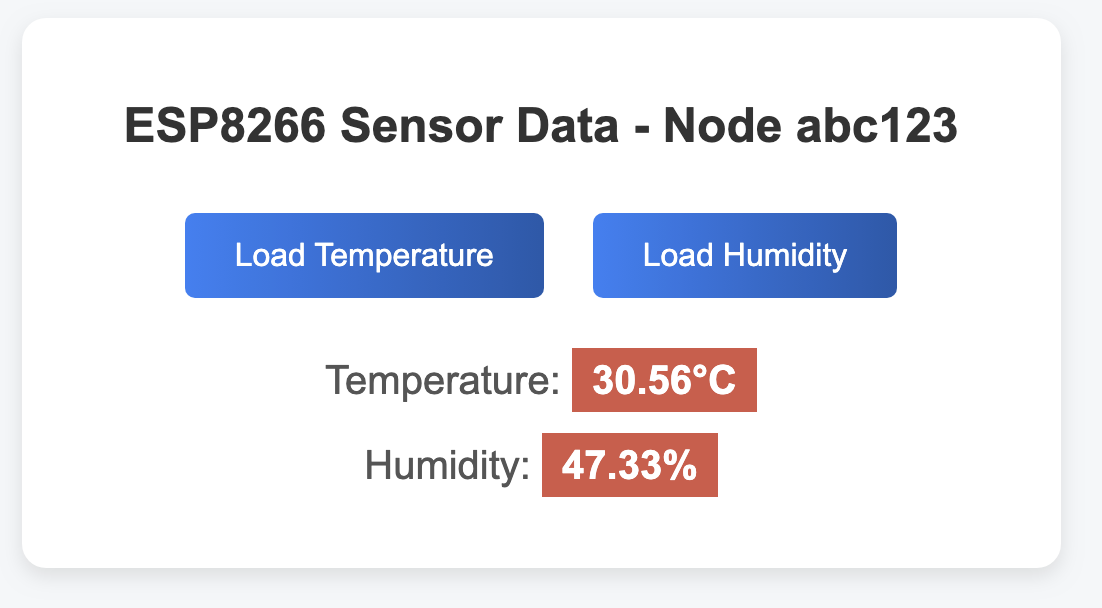 ESP8266 Sensor Data - Node abc123
Load Temperature Load Humidity
Temperature: 30.56°C
Humidity: 47.33%